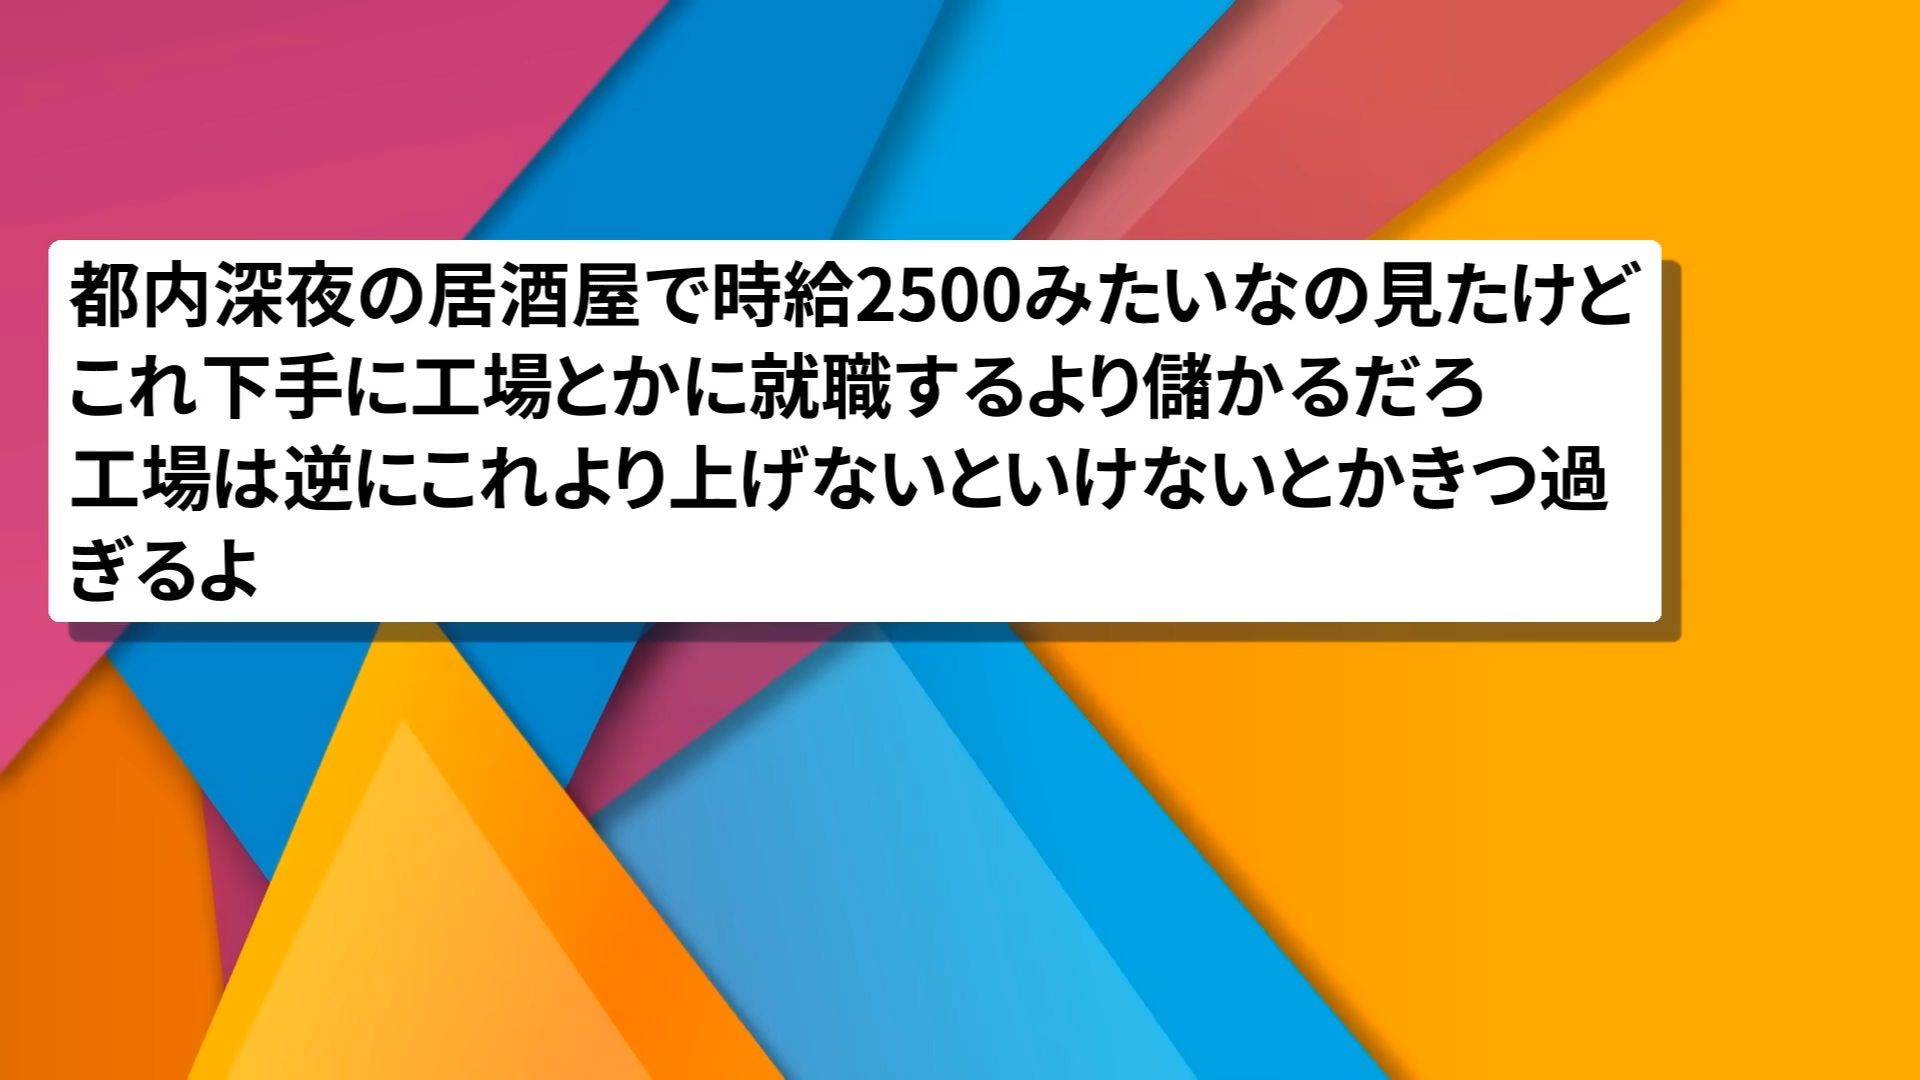 都内深夜の居酒屋で時給2500みたいなの見たけど
これ下手に工場とかに就職するより儲かるだろ
工場は逆にこれより上げないといけないとかきつ過
ぎるよ